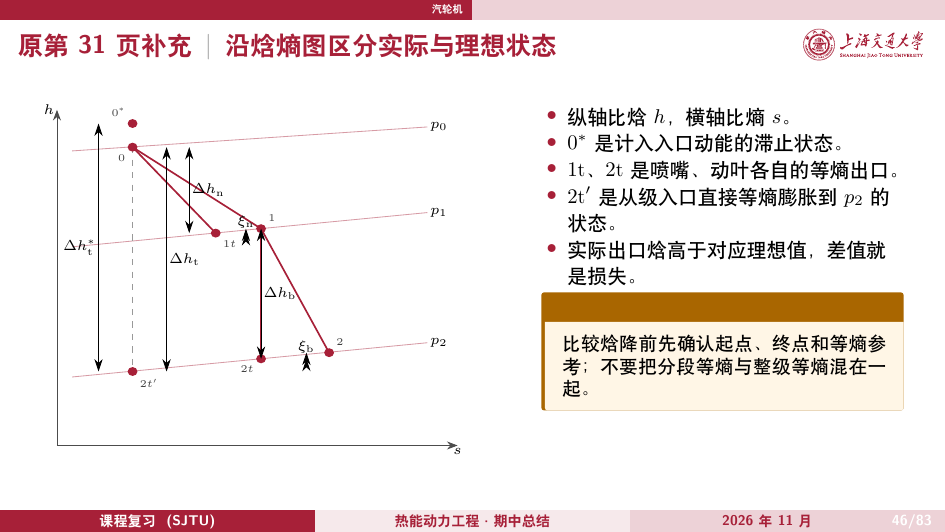 汽轮机
原第 31 页补充 | 沿焓熵图区分实际与理想状态
上海交通大学
SHANGHAI JIAO TONG UNIVERSITY
h
0*
p₀
0
Δhₙ
p₁
1
ξₙ
1t
Δhₜ*
Δhₜ
Δh_b
p₂
2
ξ_b
2t
2t′
s
• 纵轴比焓 h，横轴比熵 s。
• 0* 是计入入口动能的滞止状态。
• 1t、2t 是喷嘴、动叶各自的等熵出口。
• 2t′ 是从级入口直接等熵膨胀到 p₂ 的
状态。
• 实际出口焓高于对应理想值，差值就
是损失。
比较焓降前先确认起点、终点和等熵参
考；不要把分段等熵与整级等熵混在一
起。
课程复习（SJTU） 热能动力工程 · 期中总结 2026 年 11 月 46/83